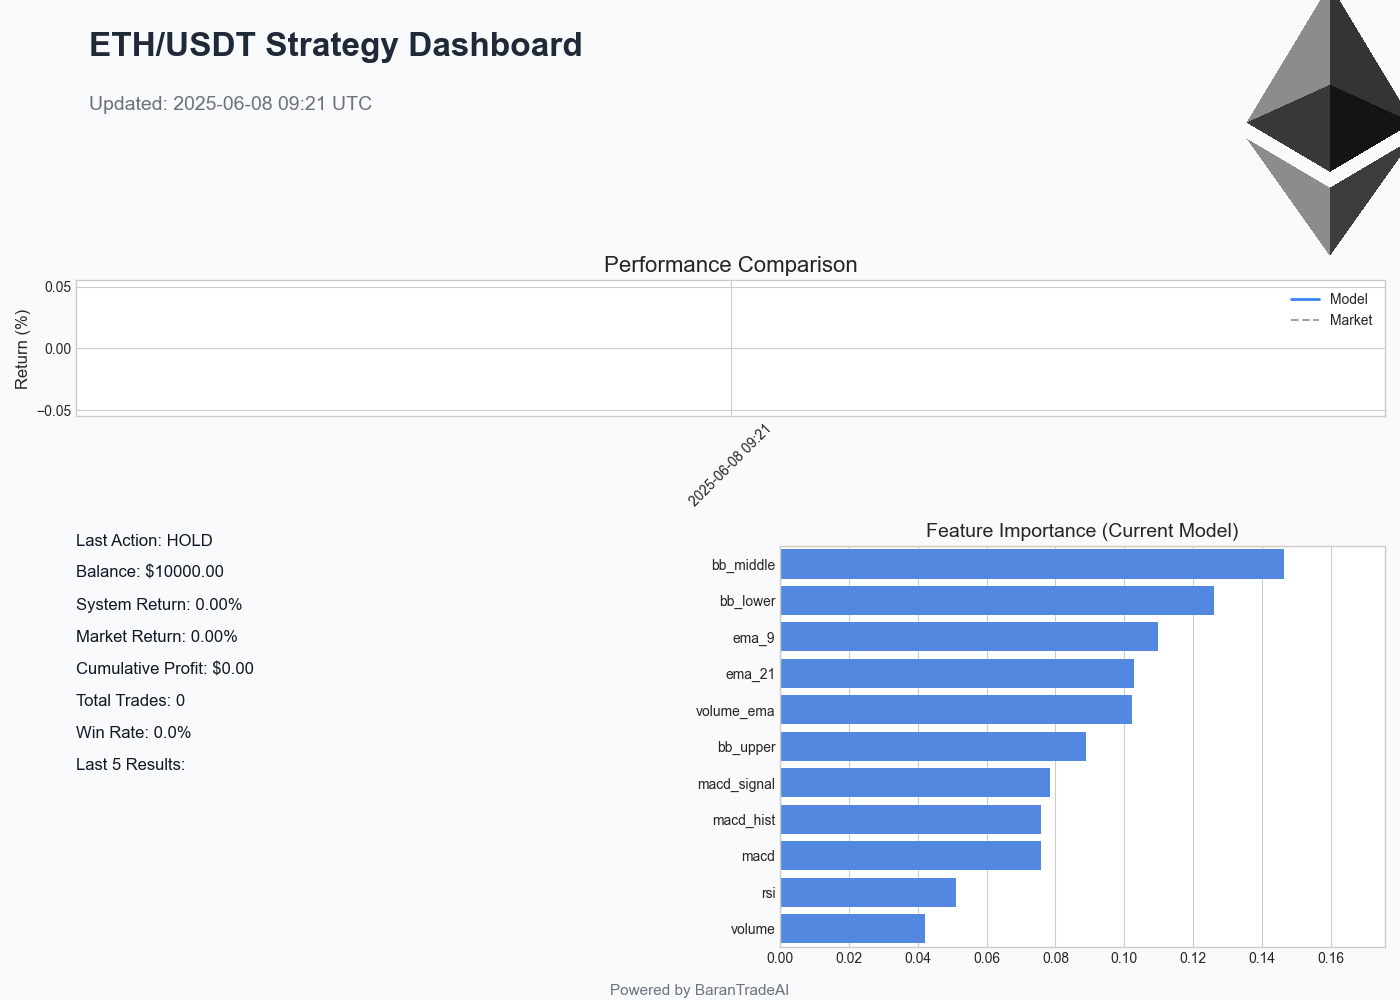 ETH/USDT Strategy Dashboard
Updated: 2025-06-08 09:21 UTC
Performance Comparison
Return (%)
0.05
0.00
−0.05
Model
Market
2025-06-08 09:21
Last Action: HOLD
Balance: $10000.00
System Return: 0.00%
Market Return: 0.00%
Cumulative Profit: $0.00
Total Trades: 0
Win Rate: 0.0%
Last 5 Results:
Feature Importance (Current Model)
bb_middle
bb_lower
ema_9
ema_21
volume_ema
bb_upper
macd_signal
macd_hist
macd
rsi
volume
0.00 0.02 0.04 0.06 0.08 0.10 0.12 0.14 0.16
Powered by BaranTradeAI